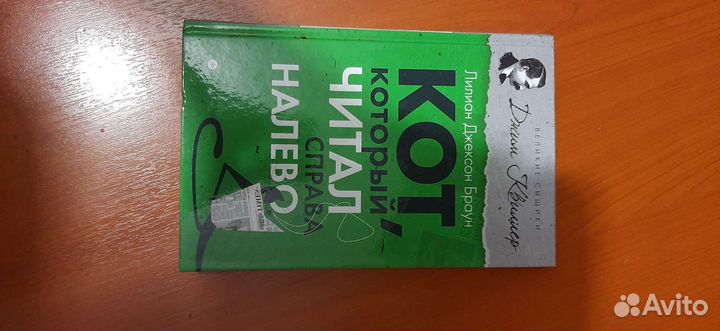 ВЕЛИКИЕ СЫЩИКИ
Джим Квиллер
Лилиан Джексон Браун
КОТ,
который
ЧИТАЛ
СПРАВА
НАЛЕВО
Avito